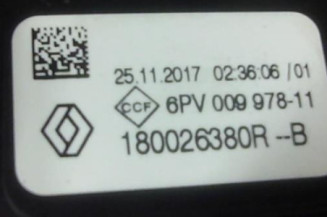 25.11.2017 02:36:06 /01
CCF 6PV 009 978-11
180026380R --B